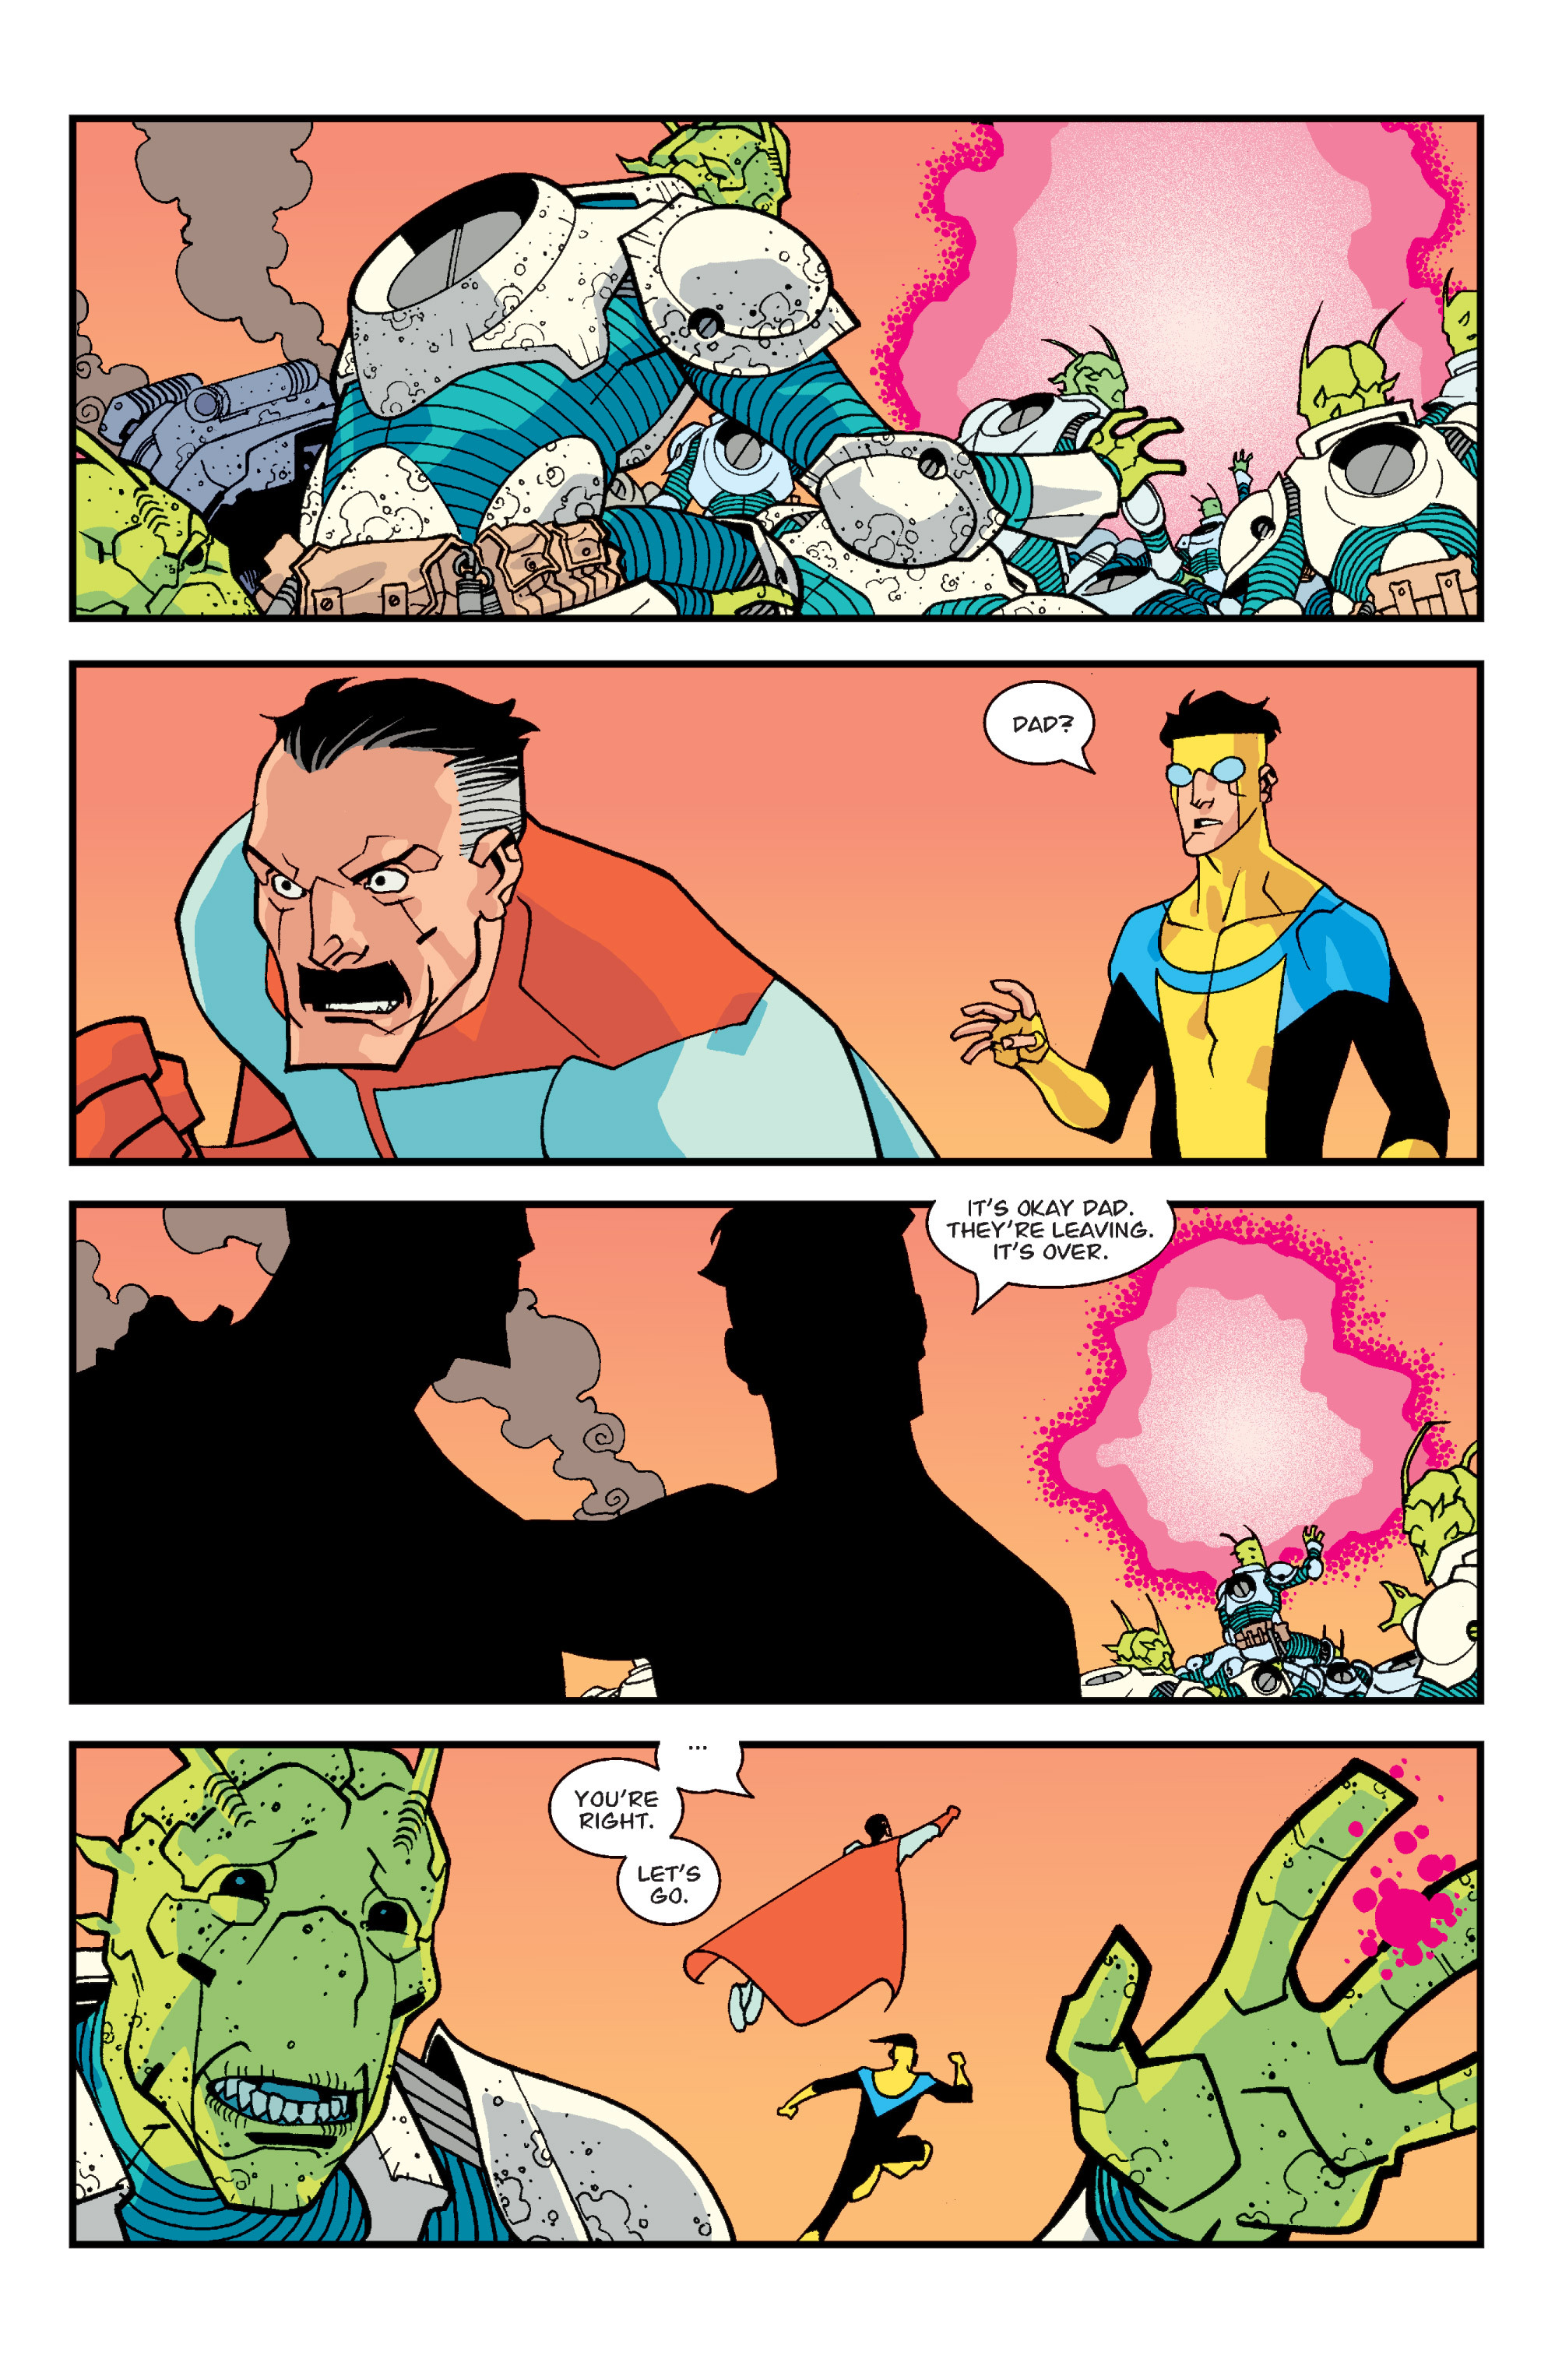 DAD?
IT'S OKAY DAD.
THEY'RE LEAVING.
IT'S OVER.
...
YOU'RE
RIGHT.
LET'S
GO.